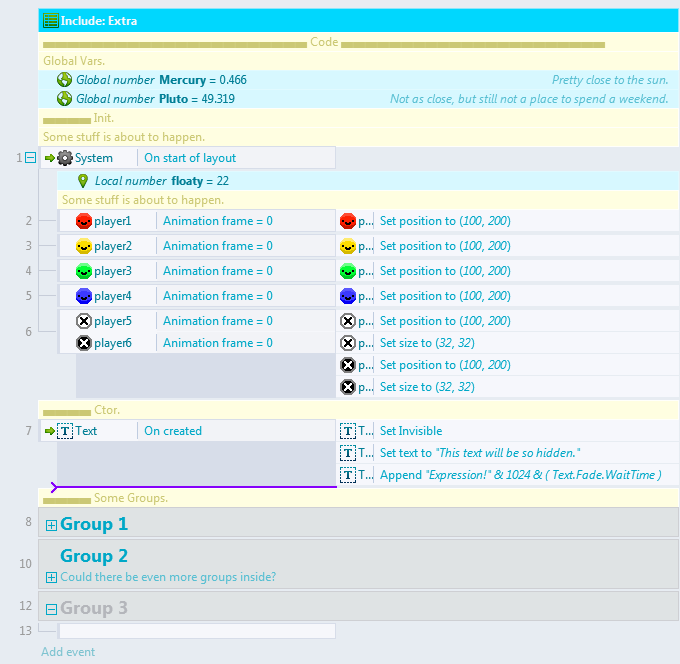 Include: Extra
Code
Global Vars.
Global number Mercury = 0.466 Pretty close to the sun.
Global number Pluto = 49.319 Not as close, but still not a place to spend a weekend.
Init.
Some stuff is about to happen.
1 System On start of layout
Local number floaty = 22
Some stuff is about to happen.
2 player1 Animation frame = 0 p... Set position to (100, 200)
3 player2 Animation frame = 0 p... Set position to (100, 200)
4 player3 Animation frame = 0 p... Set position to (100, 200)
5 player4 Animation frame = 0 p... Set position to (100, 200)
player5 Animation frame = 0 p... Set position to (100, 200)
6 player6 Animation frame = 0 p... Set size to (32, 32)
p... Set position to (100, 200)
p... Set size to (32, 32)
Ctor.
7 T Text On created T T... Set Invisible
T T... Set text to "This text will be so hidden."
T T... Append "Expression!" & 1024 & ( Text.Fade.WaitTime )
Some Groups.
8 Group 1
10 Group 2
Could there be even more groups inside?
12 Group 3
13
Add event